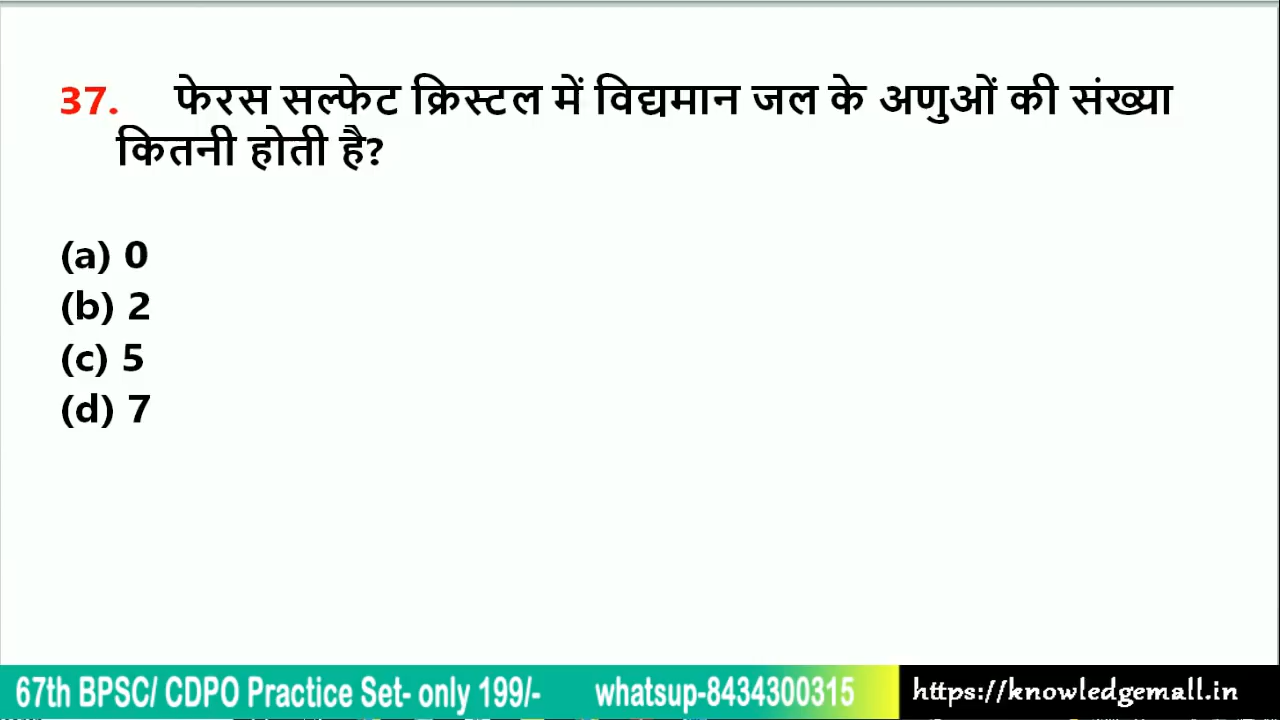 37. फेरस सल्फेट क्रिस्टल में विद्यमान जल के अणुओं की संख्या
कितनी होती है?
(a) 0
(b) 2
(c) 5
(d) 7
67th BPSC/ CDPO Practice Set- only 199/- whatsup-8434300315 https://knowledgemall.in